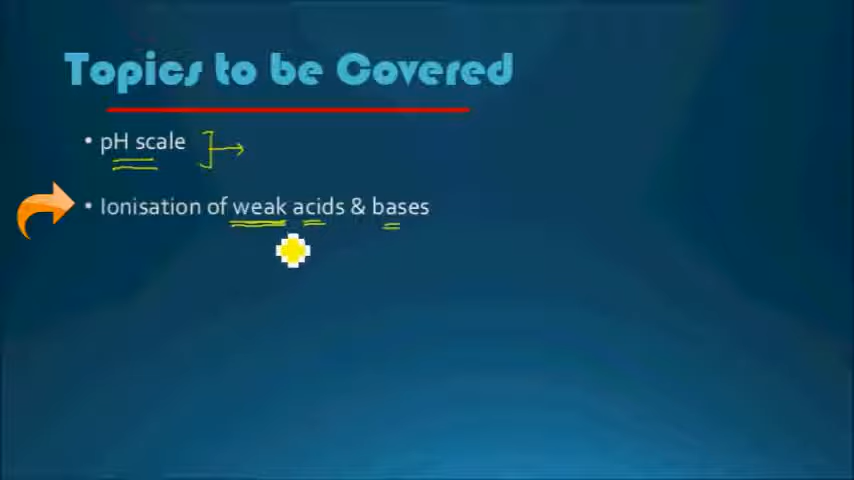 Topics to be Covered
• pH scale
• Ionisation of weak acids & bases